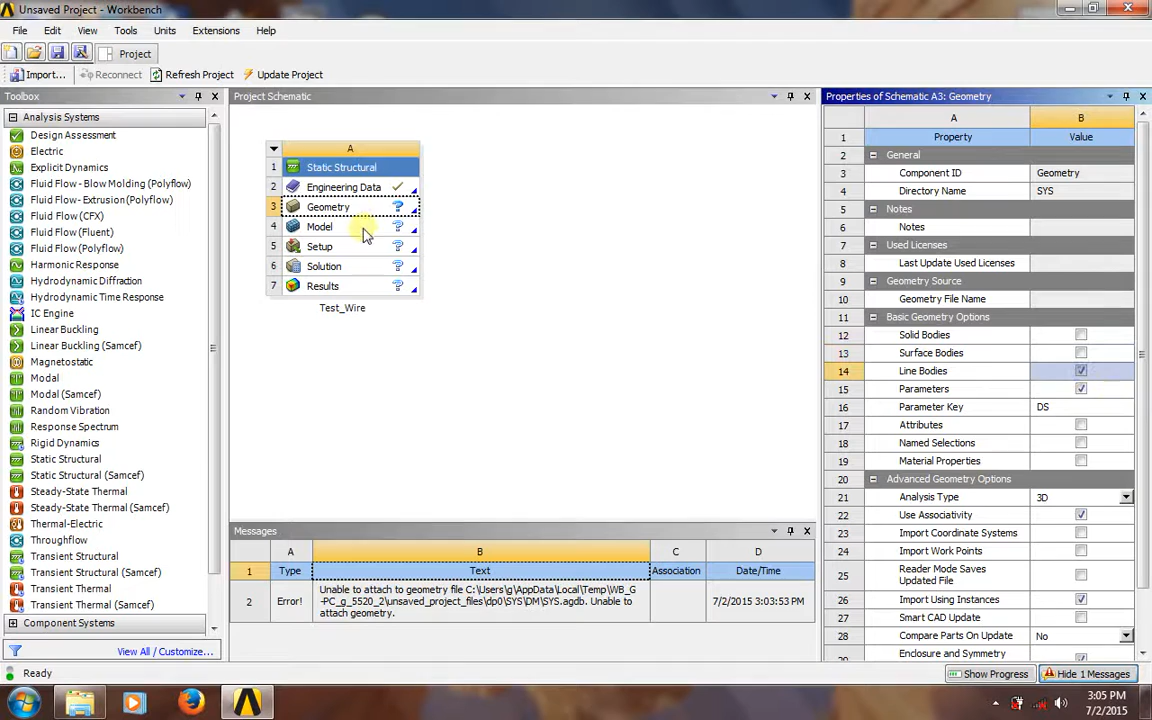 Unsaved Project - Workbench
File Edit View Tools Units Extensions Help
Project
Import... Reconnect Refresh Project Update Project
Toolbox
Analysis Systems
Design Assessment
Electric
Explicit Dynamics
Fluid Flow - Blow Molding (Polyflow)
Fluid Flow - Extrusion (Polyflow)
Fluid Flow (CFX)
Fluid Flow (Fluent)
Fluid Flow (Polyflow)
Harmonic Response
Hydrodynamic Diffraction
Hydrodynamic Time Response
IC Engine
Linear Buckling
Linear Buckling (Samcef)
Magnetostatic
Modal
Modal (Samcef)
Random Vibration
Response Spectrum
Rigid Dynamics
Static Structural
Static Structural (Samcef)
Steady-State Thermal
Steady-State Thermal (Samcef)
Thermal-Electric
Throughflow
Transient Structural
Transient Structural (Samcef)
Transient Thermal
Transient Thermal (Samcef)
Component Systems
View All / Customize...
Project Schematic
A
1 Static Structural
2 Engineering Data
3 Geometry ?
4 Model ?
5 Setup ?
6 Solution ?
7 Results ?
Test_Wire
Messages
A B C D
1 Type Text Association Date/Time
2 Error! Unable to attach to geometry file C:\Users\g\AppData\Local\Temp\WB_G
-PC_g_5520_2\unsaved_project_files\dp0\SYS\DM\SYS.agdb. Unable to
attach geometry. 7/2/2015 3:03:53 PM
Properties of Schematic A3: Geometry
A B
1 Property Value
2 General
3 Component ID Geometry
4 Directory Name SYS
5 Notes
6 Notes
7 Used Licenses
8 Last Update Used Licenses
9 Geometry Source
10 Geometry File Name
11 Basic Geometry Options
12 Solid Bodies
13 Surface Bodies
14 Line Bodies
15 Parameters
16 Parameter Key DS
17 Attributes
18 Named Selections
19 Material Properties
20 Advanced Geometry Options
21 Analysis Type 3D
22 Use Associativity
23 Import Coordinate Systems
24 Import Work Points
25 Reader Mode Saves
Updated File
26 Import Using Instances
27 Smart CAD Update
28 Compare Parts On Update No
Enclosure and Symmetry
Ready
Show Progress Hide 1 Messages
3:05 PM
7/2/2015